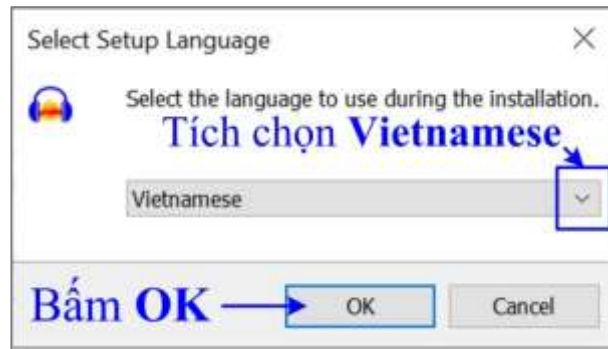 Select Setup Language
Select the language to use during the installation.
Tích chọn Vietnamese
Vietnamese
Bấm OK
OK
Cancel